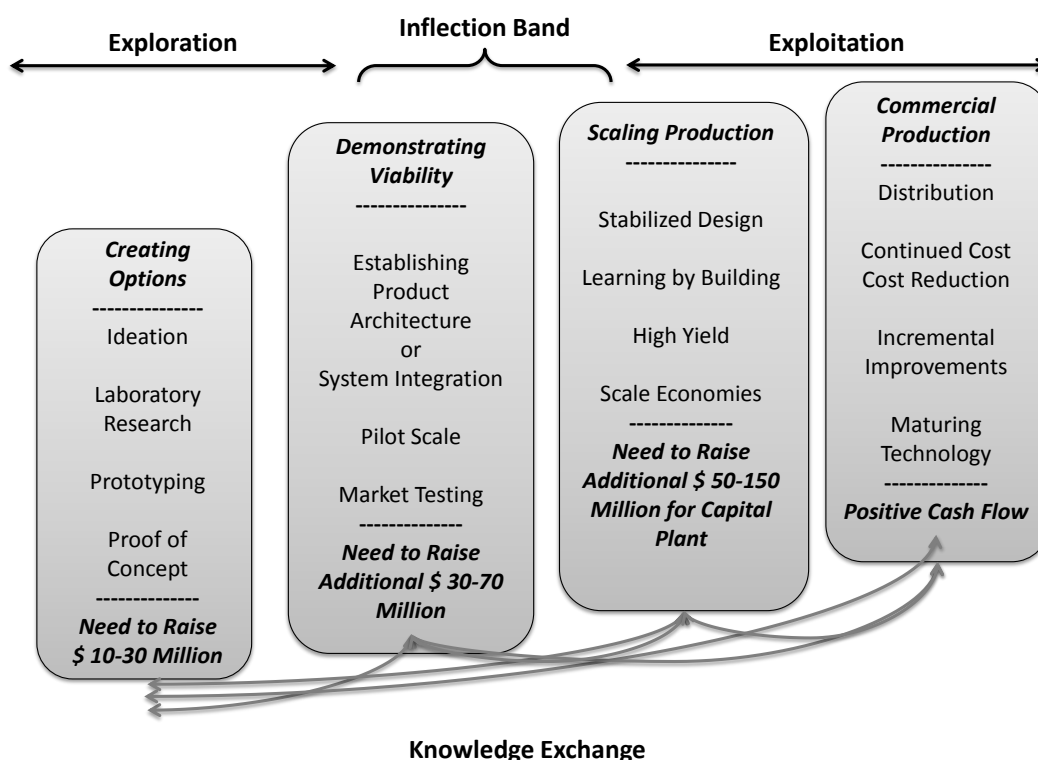 Exploration
Inflection Band
Exploitation
Creating
Options
---------------
Ideation
Laboratory
Research
Prototyping
Proof of
Concept
--------------
Need to Raise
$ 10-30 Million
Demonstrating
Viability
---------------
Establishing
Product
Architecture
or
System Integration
Pilot Scale
Market Testing
--------------
Need to Raise
Additional $ 30-70
Million
Scaling Production
---------------
Stabilized Design
Learning by Building
High Yield
Scale Economies
--------------
Need to Raise
Additional $ 50-150
Million for Capital
Plant
Commercial
Production
---------------
Distribution
Continued Cost
Cost Reduction
Incremental
Improvements
Maturing
Technology
--------------
Positive Cash Flow
Knowledge Exchange